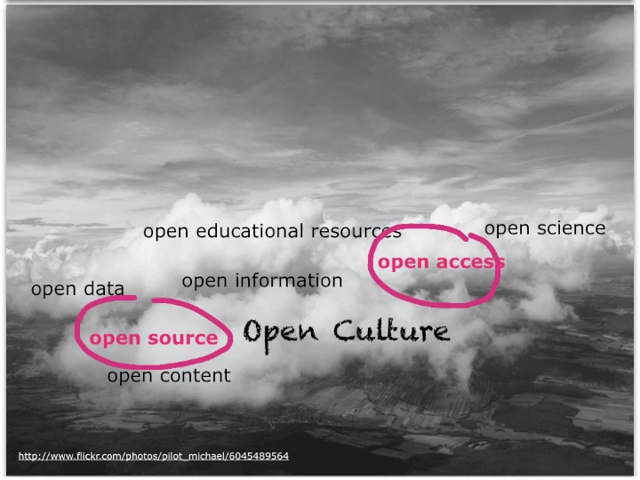 open educational resources
open science
open access
open information
open data
open source
Open Culture
open content
http://www.flickr.com/photos/pilot_michael/6045489564